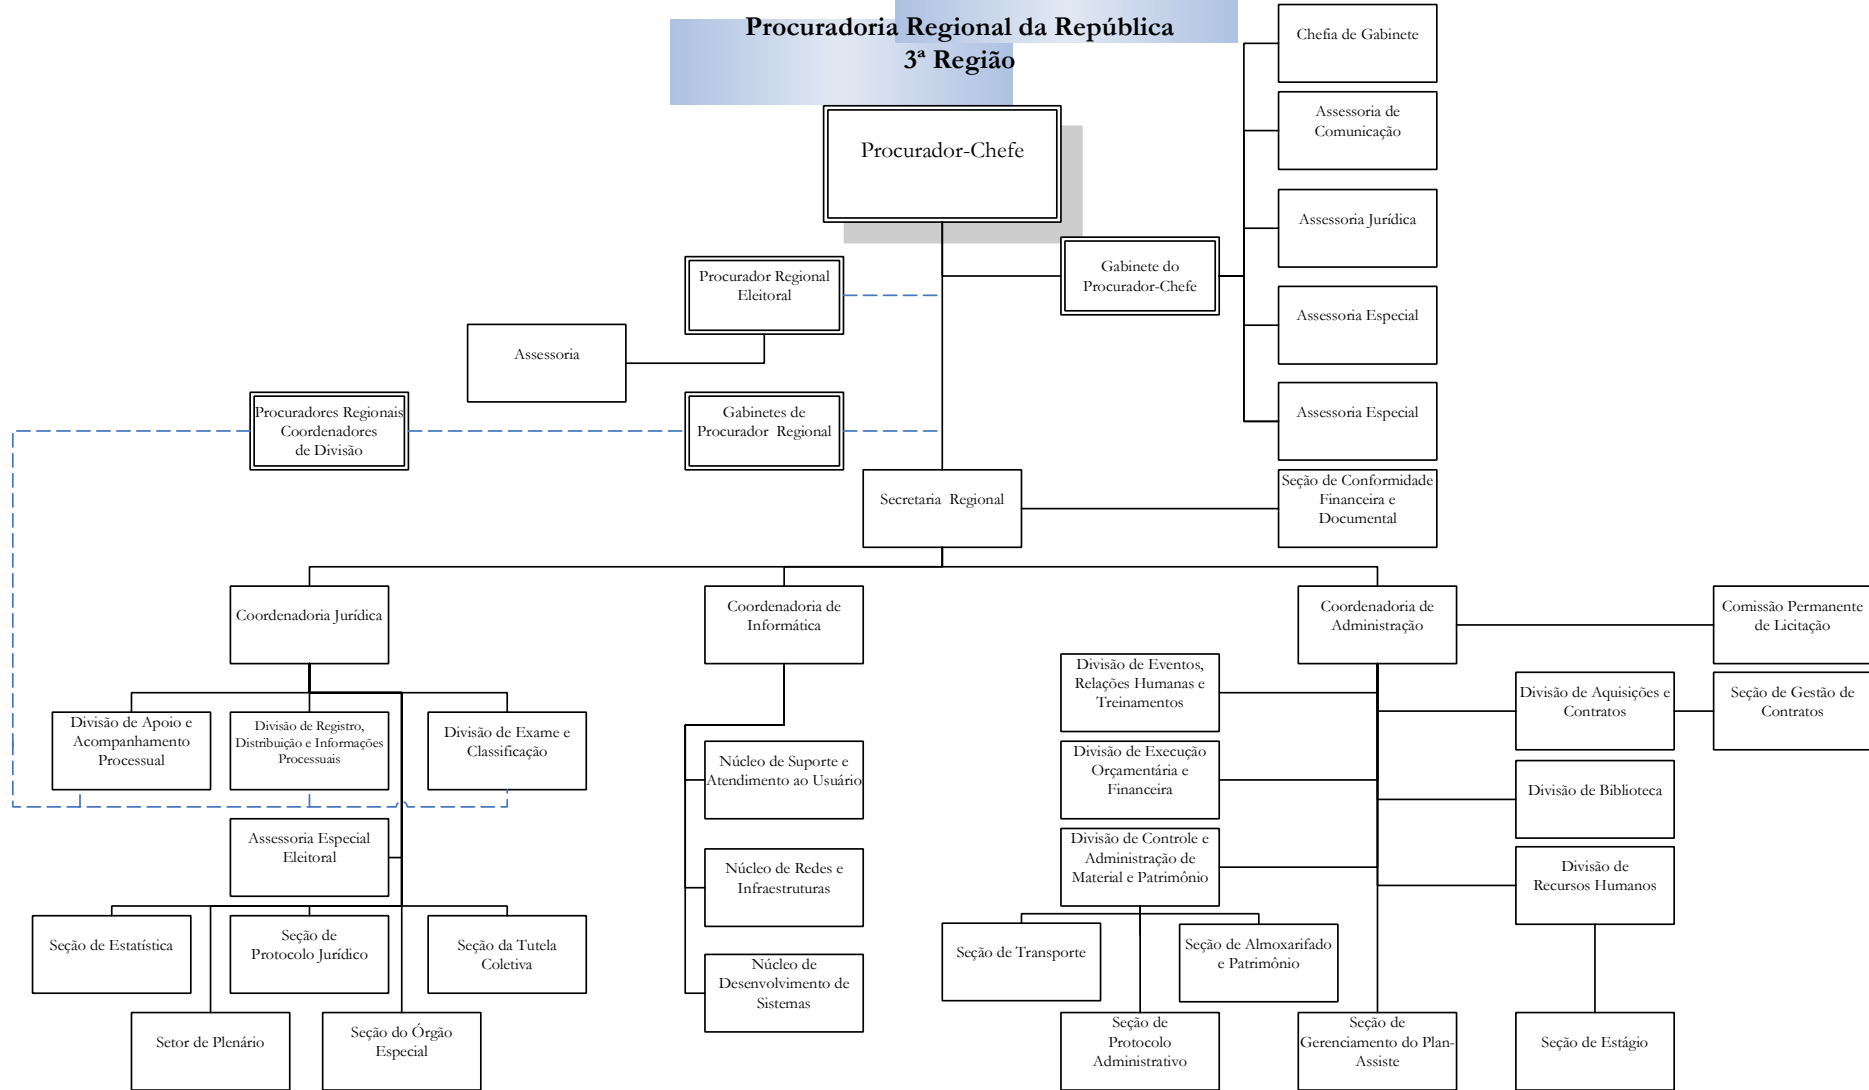 Procuradoria Regional da República
3ª Região
Chefia de Gabinete
Assessoria de
Comunicação
Procurador-Chefe
Assessoria Jurídica
Gabinete do
Procurador-Chefe
Procurador Regional
Eleitoral
Assessoria Especial
Assessoria
Assessoria Especial
Procuradores Regionais
Coordenadores
de Divisão
Gabinetes de
Procurador Regional
Secretaria Regional
Seção de Conformidade
Financeira e
Documental
Coordenadoria Jurídica
Coordenadoria de
Informática
Coordenadoria de
Administração
Comissão Permanente
de Licitação
Divisão de Eventos,
Relações Humanas e
Treinamentos
Divisão de Aquisições e
Contratos
Seção de Gestão de
Contratos
Divisão de Apoio e
Acompanhamento
Processual
Divisão de Registro,
Distribuição e Informações
Processuais
Divisão de Exame e
Classificação
Núcleo de Suporte e
Atendimento ao Usuário
Divisão de Execução
Orçamentária e
Financeira
Divisão de Biblioteca
Assessoria Especial
Eleitoral
Núcleo de Redes e
Infraestruturas
Divisão de Controle e
Administração de
Material e Patrimônio
Divisão de
Recursos Humanos
Seção de Estatística
Seção de
Protocolo Jurídico
Seção da Tutela
Coletiva
Núcleo de
Desenvolvimento de
Sistemas
Seção de Transporte
Seção de Almoxarifado
e Patrimônio
Setor de Plenário
Seção do Órgão
Especial
Seção de
Protocolo
Administrativo
Seção de
Gerenciamento do Plan-
Assiste
Seção de Estágio